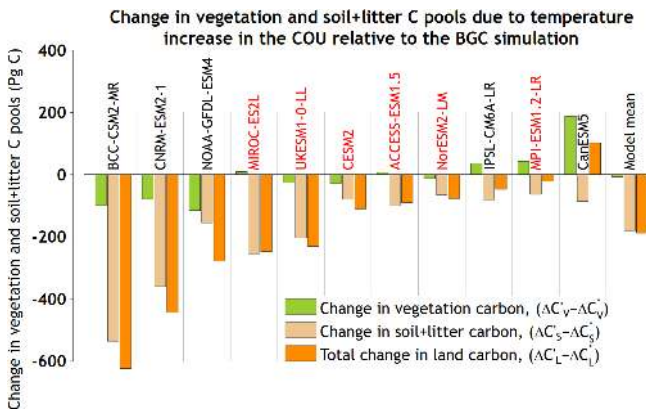 Change in vegetation and soil+litter C pools due to temperature
increase in the COU relative to the BGC simulation
Change in vegetation and soil+litter C pools (Pg C)
400
200
0
-200
-400
-600
BCC-CSM2-MR
CNRM-ESM2-1
NOAA-GFDL-ESM4
MIROC-ES2L
UKESM1-0-LL
CESM2
ACCESS-ESM1.5
NorESM2-LM
IPSL-CM6A-LR
MPI-ESM1.2-LR
CanESM5
Model mean
Change in vegetation carbon, (ΔC'V–ΔC*V)
Change in soil+litter carbon, (ΔC'S–ΔC*S)
Total change in land carbon, (ΔC'L–ΔC*L)